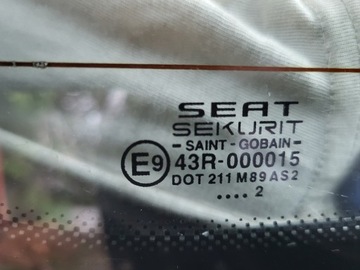 SEAT
SEKURIT
- SAINT - GOBAIN -
E9 43R-000015
DOT 211 M89 AS2
.... 2